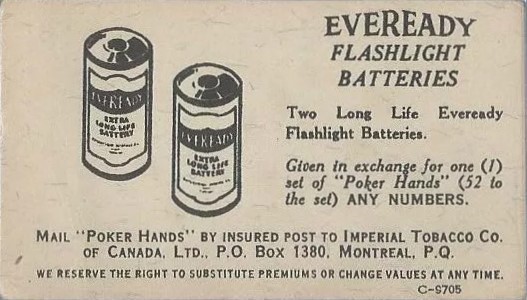 EVEREADY
FLASHLIGHT
BATTERIES
EVEREADY
EXTRA
LONG LIFE
BATTERY
EVEREADY
EXTRA
LONG LIFE
BATTERY
Two Long Life Eveready
Flashlight Batteries.
Given in exchange for one (1)
set of "Poker Hands" (52 to
the set) ANY NUMBERS.
MAIL "POKER HANDS" BY INSURED POST TO IMPERIAL TOBACCO CO.
OF CANADA, LTD., P.O. BOX 1380, MONTREAL, P.Q.
WE RESERVE THE RIGHT TO SUBSTITUTE PREMIUMS OR CHANGE VALUES AT ANY TIME.
C-9705